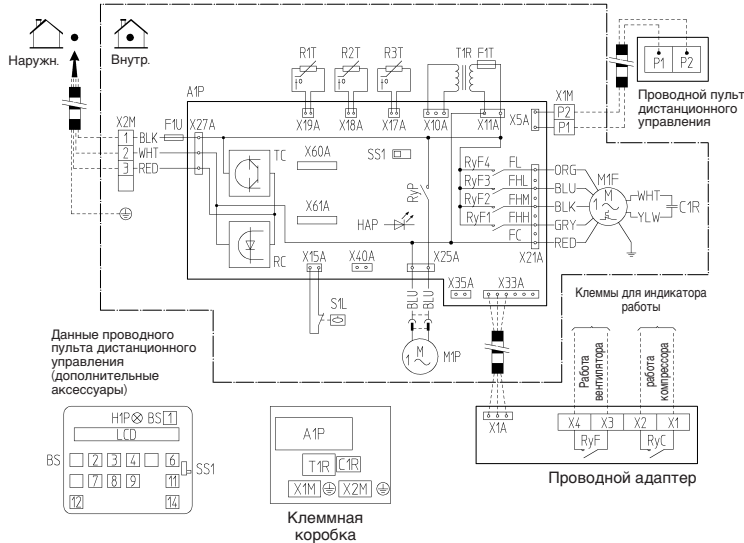 Наружн.
Внутр.
R1T
R2T
R3T
T1R
F1T
P1
P2
Проводной пульт
дистанционного
управления
A1P
X19A
X18A
X17A
X10A
X11A
X5A
X1M
P2
P1
X2M
F1U
X27A
1
BLK
2
WHT
3
RED
TC
X60A
SS1
RyP
X61A
HAP
RC
RyF4
FL
ORG
RyF3
FHL
BLU
RyF2
FHM
BLK
RyF1
FHH
GRY
FC
RED
M1F
M
1
WHT
YLW
C1R
X21A
X15A
X40A
X25A
X35A
X33A
S1L
BLU
BLU
M
1
M1P
Клеммы для индикатора
работы
Работа
вентилятора
работа
компрессора
X1A
X4
X3
X2
X1
RyF
RyC
Проводной адаптер
Данные проводного
пульта дистанционного
управления
(дополнительные
аксессуары)
H1P
BS
1
LCD
BS
2
3
4
6
SS1
7
8
9
11
12
14
A1P
T1R
C1R
X1M
X2M
Клеммная
коробка